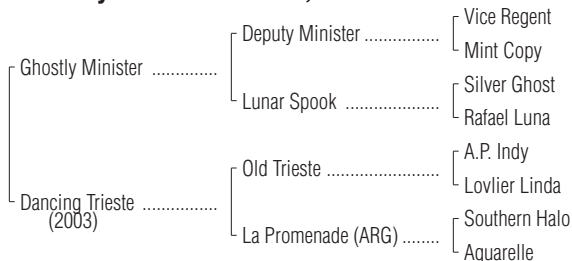 Vice Regent
Deputy Minister ................
Mint Copy
Ghostly Minister ..............
Silver Ghost
Lunar Spook ....................
Rafael Luna
A.P. Indy
Old Trieste ........................
Lovlier Linda
Dancing Trieste ................
(2003)
Southern Halo
La Promenade (ARG) ........
Aquarelle